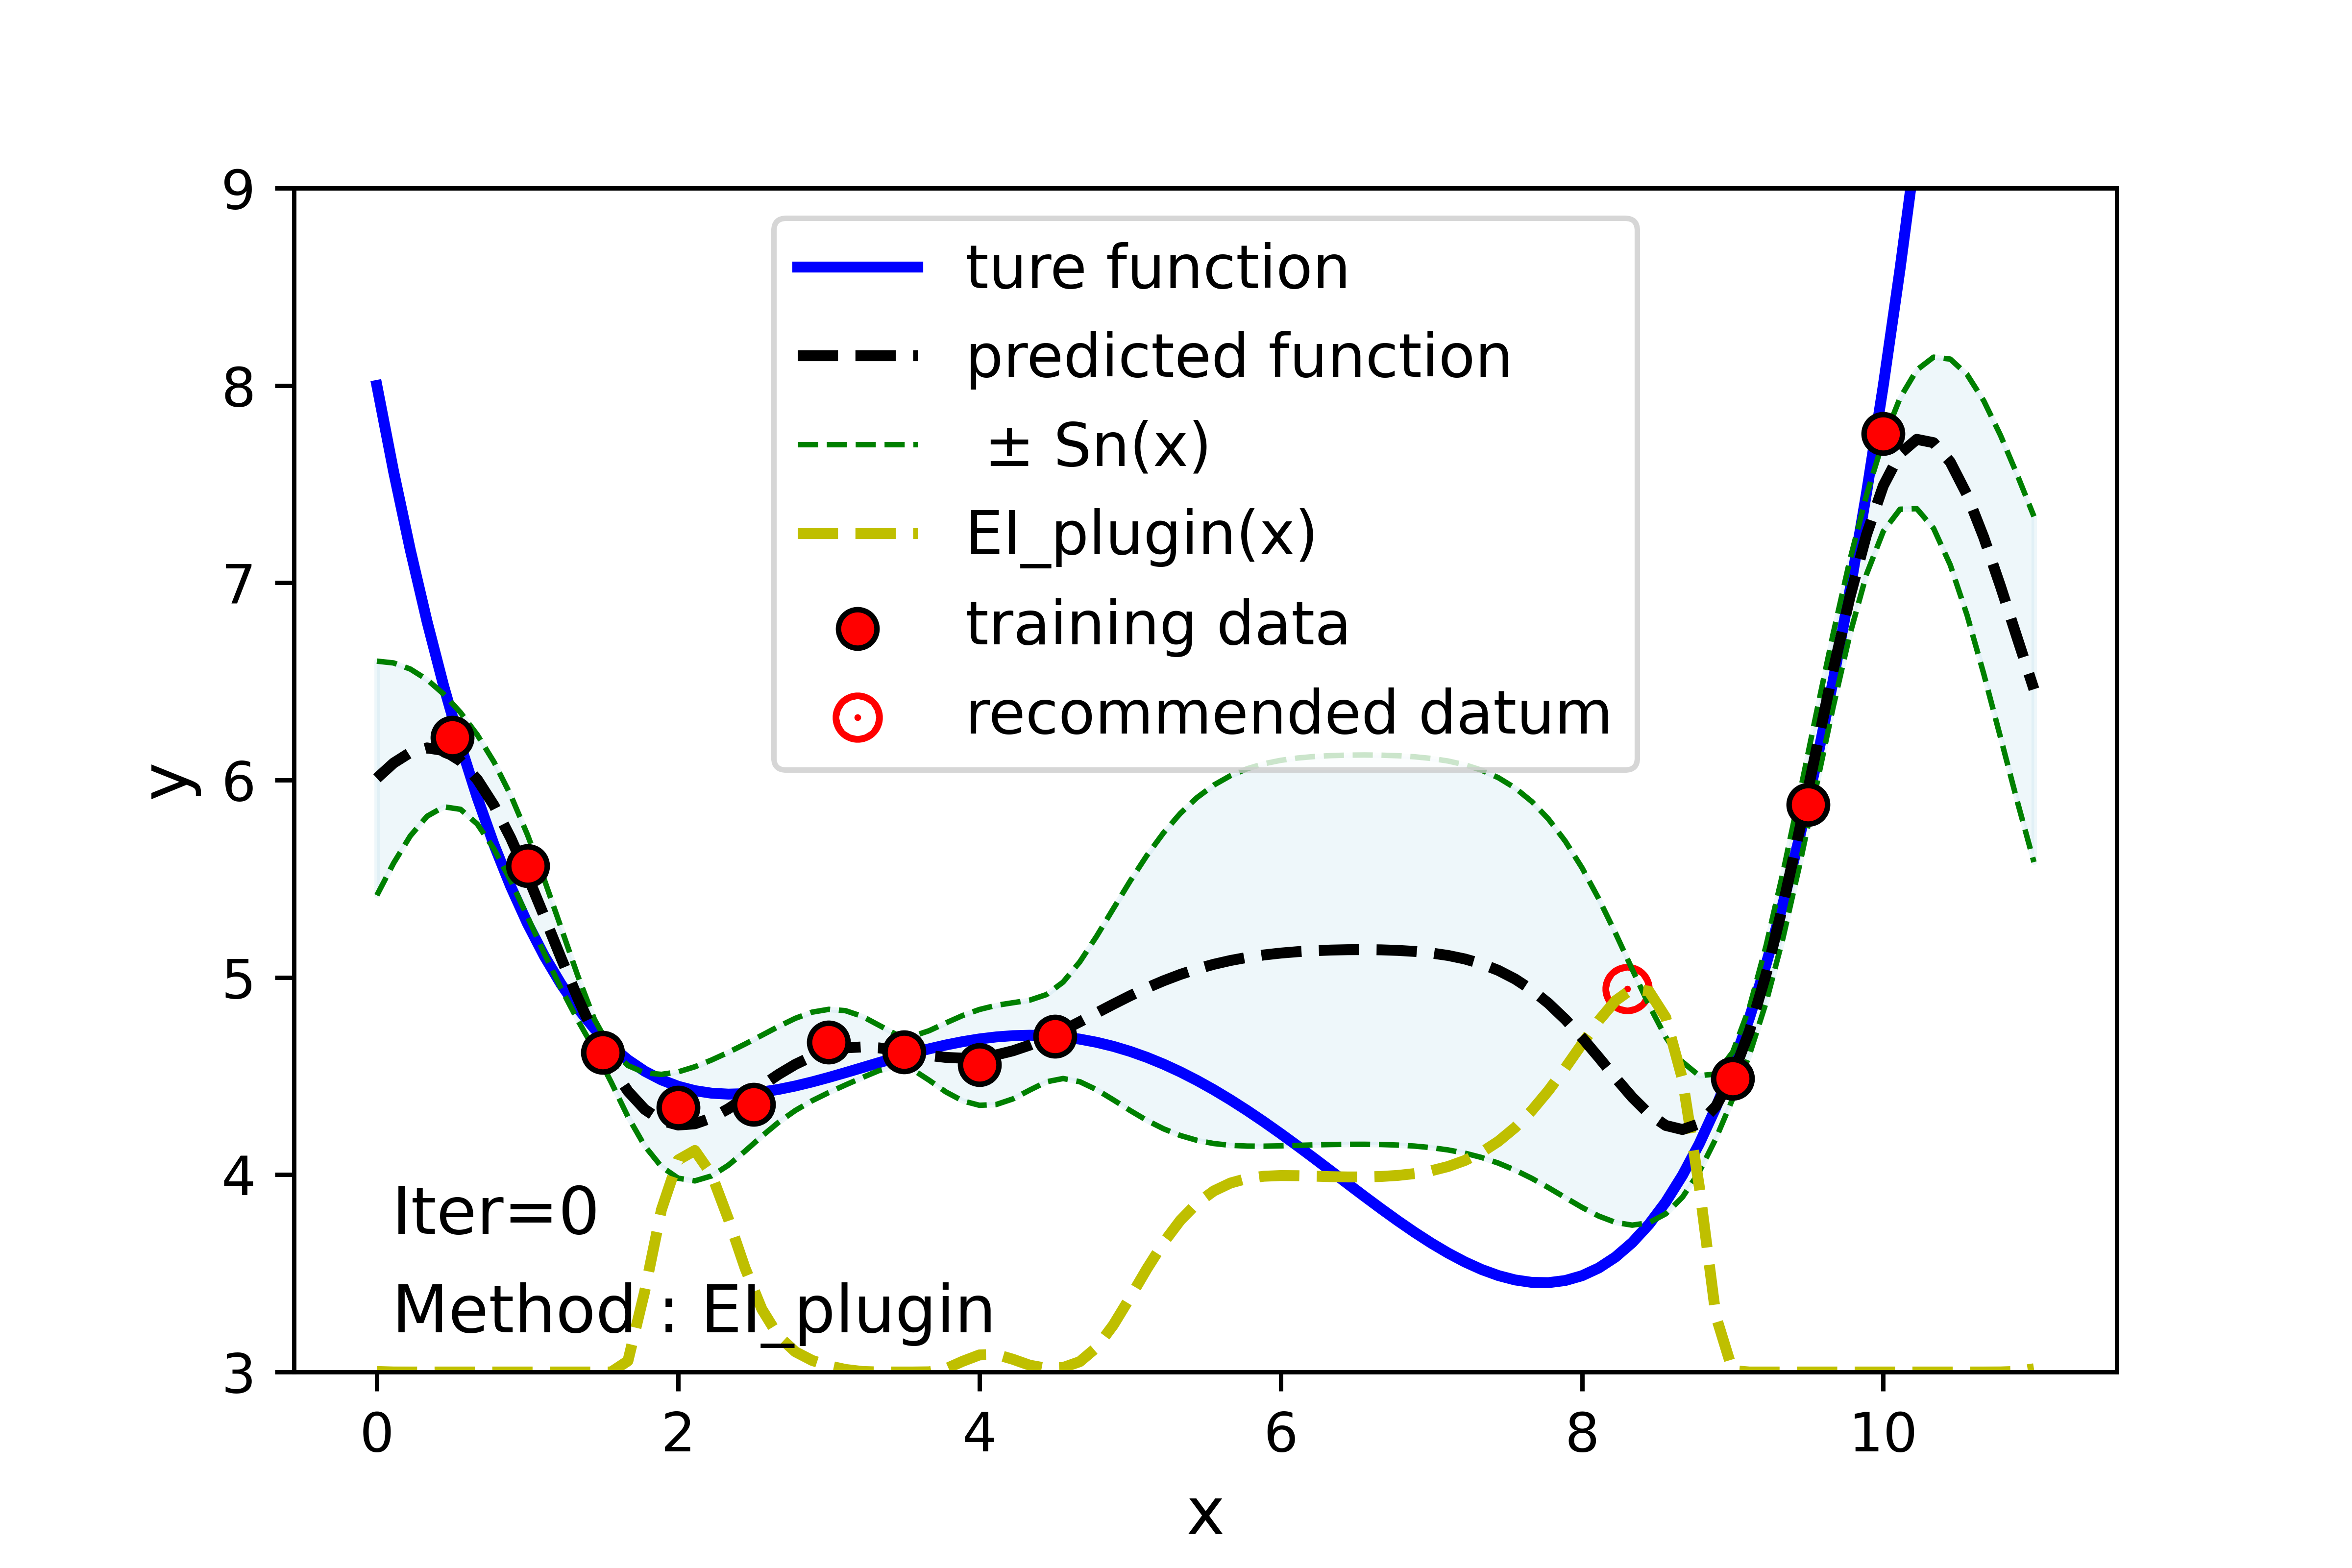 9
8
7
6
5
4
3
y
ture function
predicted function
± Sn(x)
EI_plugin(x)
training data
recommended datum
Iter=0
Method : EI_plugin
0 2 4 6 8 10
x